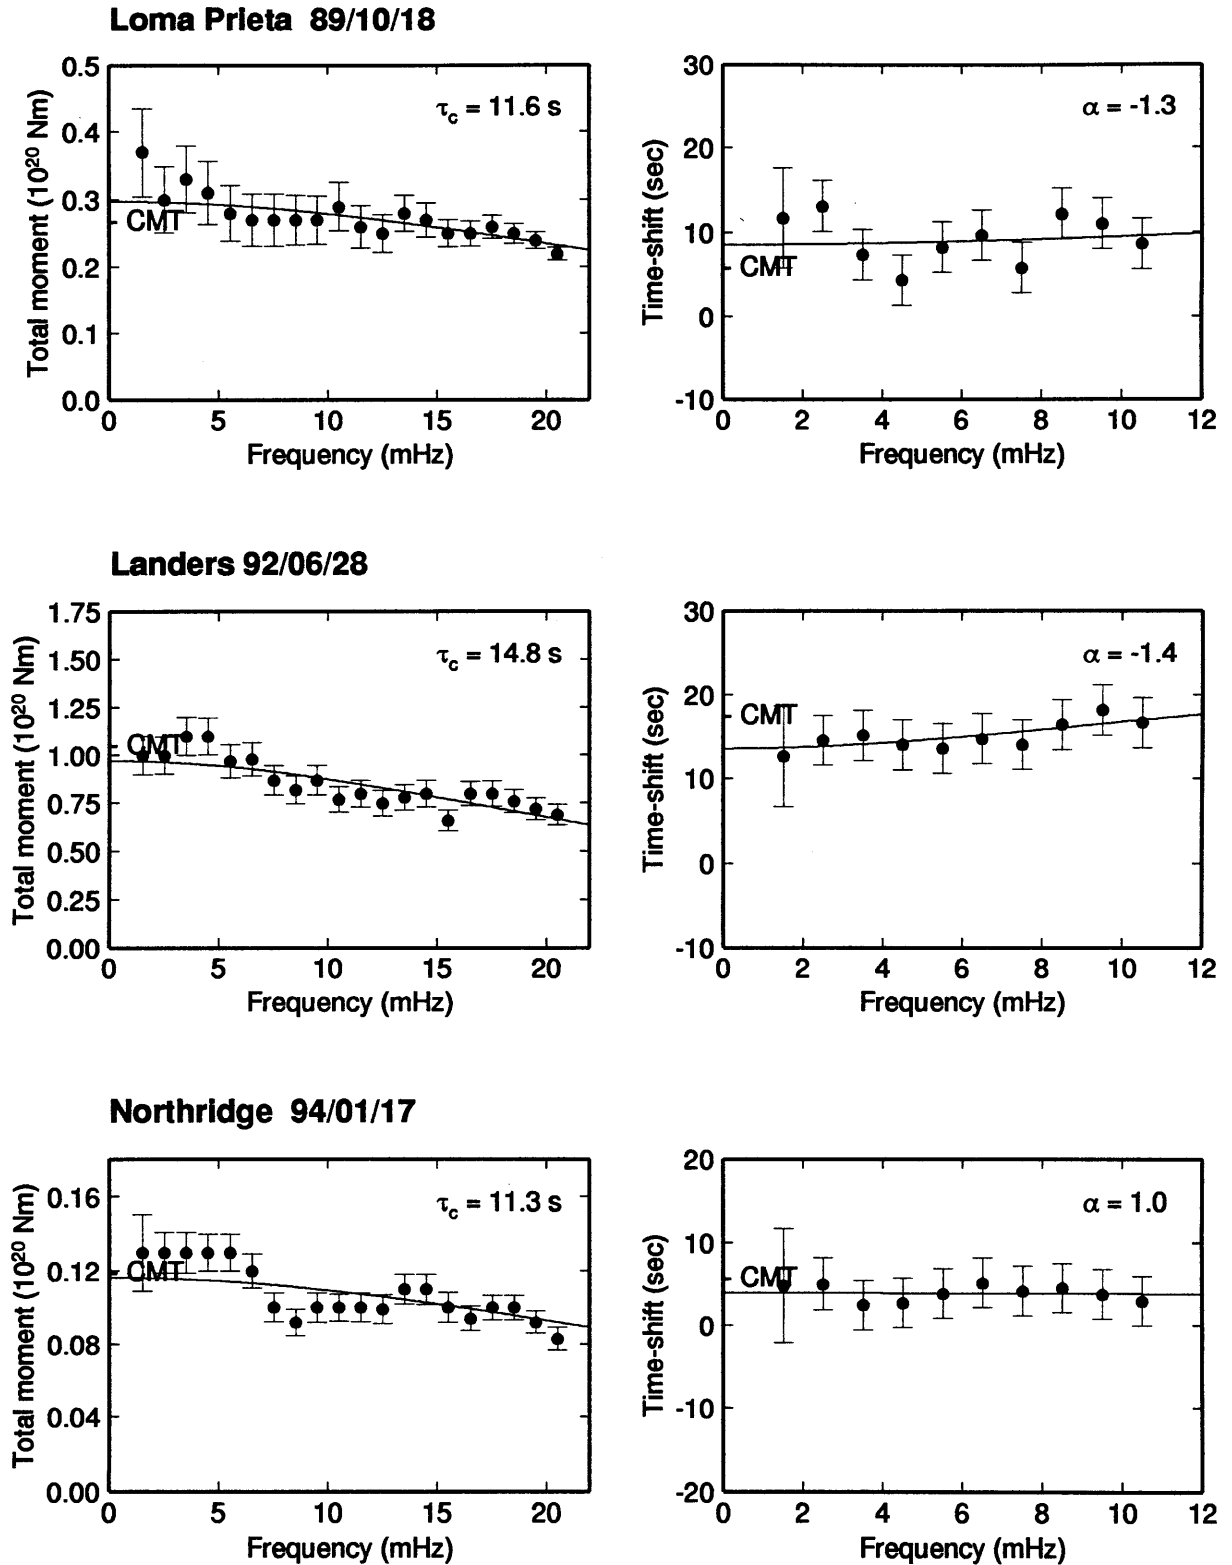 Loma Prieta 89/10/18
Total moment (10²⁰ Nm)
0.5
0.4
0.3
0.2
0.1
0.0
τc = 11.6 s
CMT
0 5 10 15 20
Frequency (mHz)
Time-shift (sec)
30
20
10
0
-10
α = -1.3
CMT
0 2 4 6 8 10 12
Frequency (mHz)
Landers 92/06/28
Total moment (10²⁰ Nm)
1.75
1.50
1.25
1.00
0.75
0.50
0.25
0.00
τc = 14.8 s
CMT
0 5 10 15 20
Frequency (mHz)
Time-shift (sec)
30
20
10
0
-10
α = -1.4
CMT
0 2 4 6 8 10 12
Frequency (mHz)
Northridge 94/01/17
Total moment (10²⁰ Nm)
0.16
0.12
0.08
0.04
0.00
τc = 11.3 s
CMT
0 5 10 15 20
Frequency (mHz)
Time-shift (sec)
20
10
0
-10
-20
α = 1.0
CMT
0 2 4 6 8 10 12
Frequency (mHz)